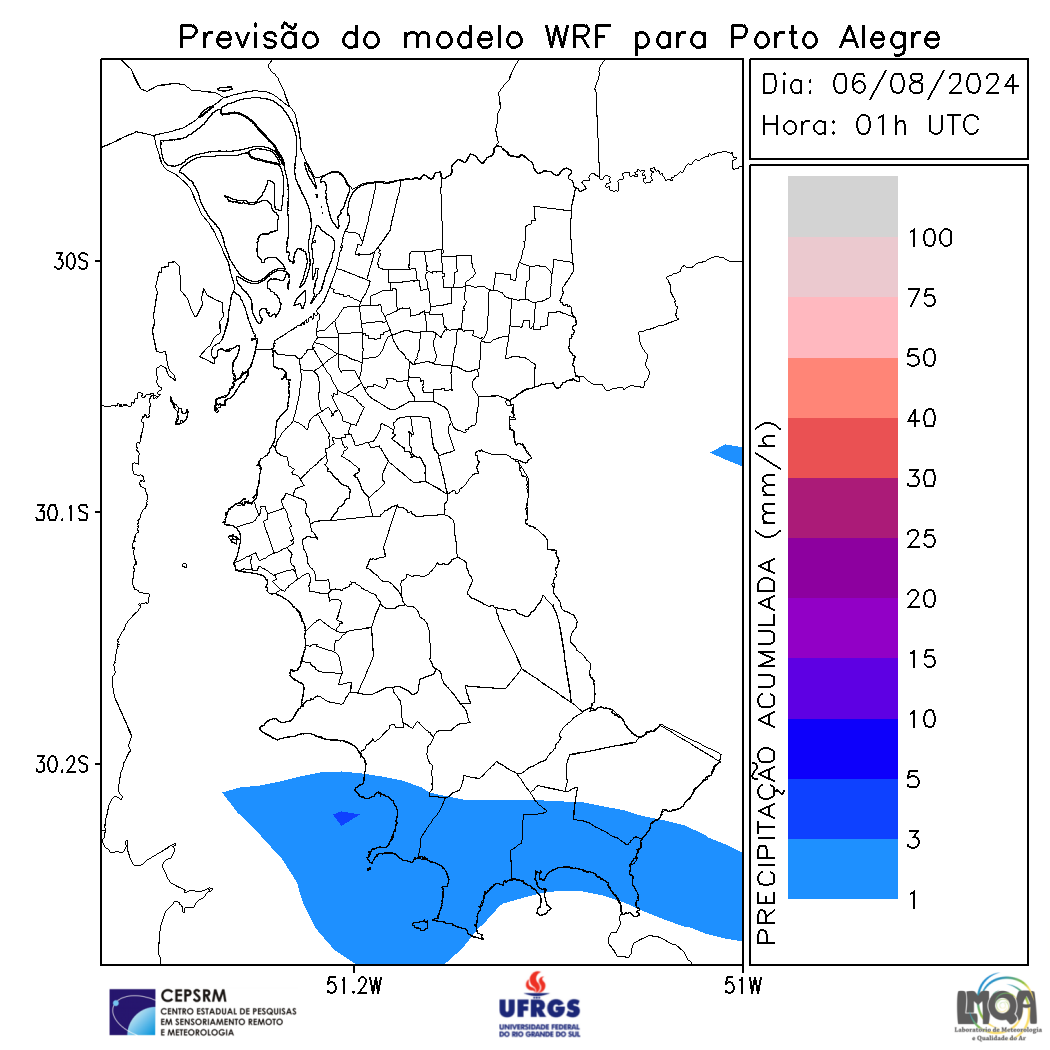 Previsão do modelo WRF para Porto Alegre
Dia: 06/08/2024
Hora: 01h UTC
30S
30.1S
30.2S
51.2W
51W
PRECIPITAÇÃO ACUMULADA (mm/h)
100
75
50
40
30
25
20
15
10
5
3
1
CEPSRM
CENTRO ESTADUAL DE PESQUISAS
EM SENSORIAMENTO REMOTO
E METEOROLOGIA
UFRGS
UNIVERSIDADE FEDERAL
DO RIO GRANDE DO SUL
LMQA
Laboratório de Meteorologia
e Qualidade do Ar